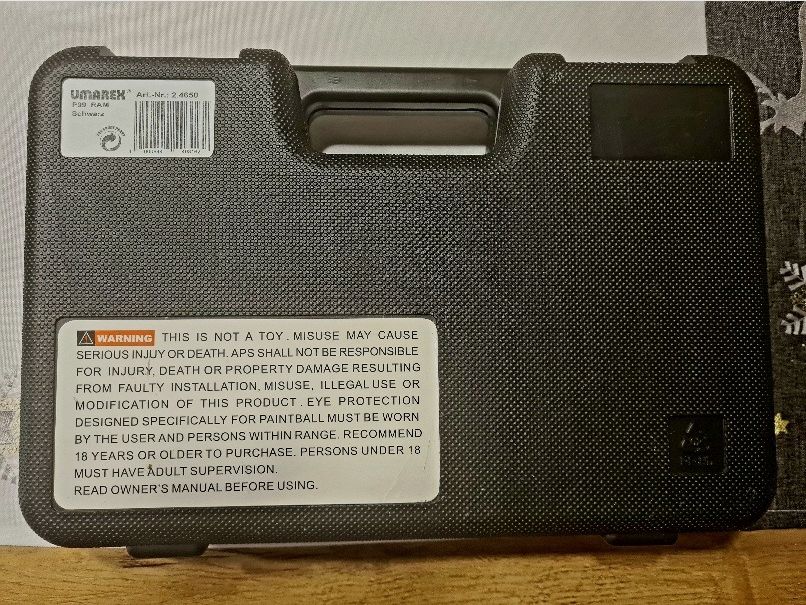 UMAREX® Art.-Nr.: 2.4650
P99 RAM
Schwarz
WARNING THIS IS NOT A TOY. MISUSE MAY CAUSE
SERIOUS INJUY OR DEATH. APS SHALL NOT BE RESPONSIBLE
FOR INJURY, DEATH OR PROPERTY DAMAGE RESULTING
FROM FAULTY INSTALLATION, MISUSE, ILLEGAL USE OR
MODIFICATION OF THIS PRODUCT. EYE PROTECTION
DESIGNED SPECIFICALLY FOR PAINTBALL MUST BE WORN
BY THE USER AND PERSONS WITHIN RANGE. RECOMMEND
18 YEARS OR OLDER TO PURCHASE. PERSONS UNDER 18
MUST HAVE ADULT SUPERVISION.
READ OWNER'S MANUAL BEFORE USING.